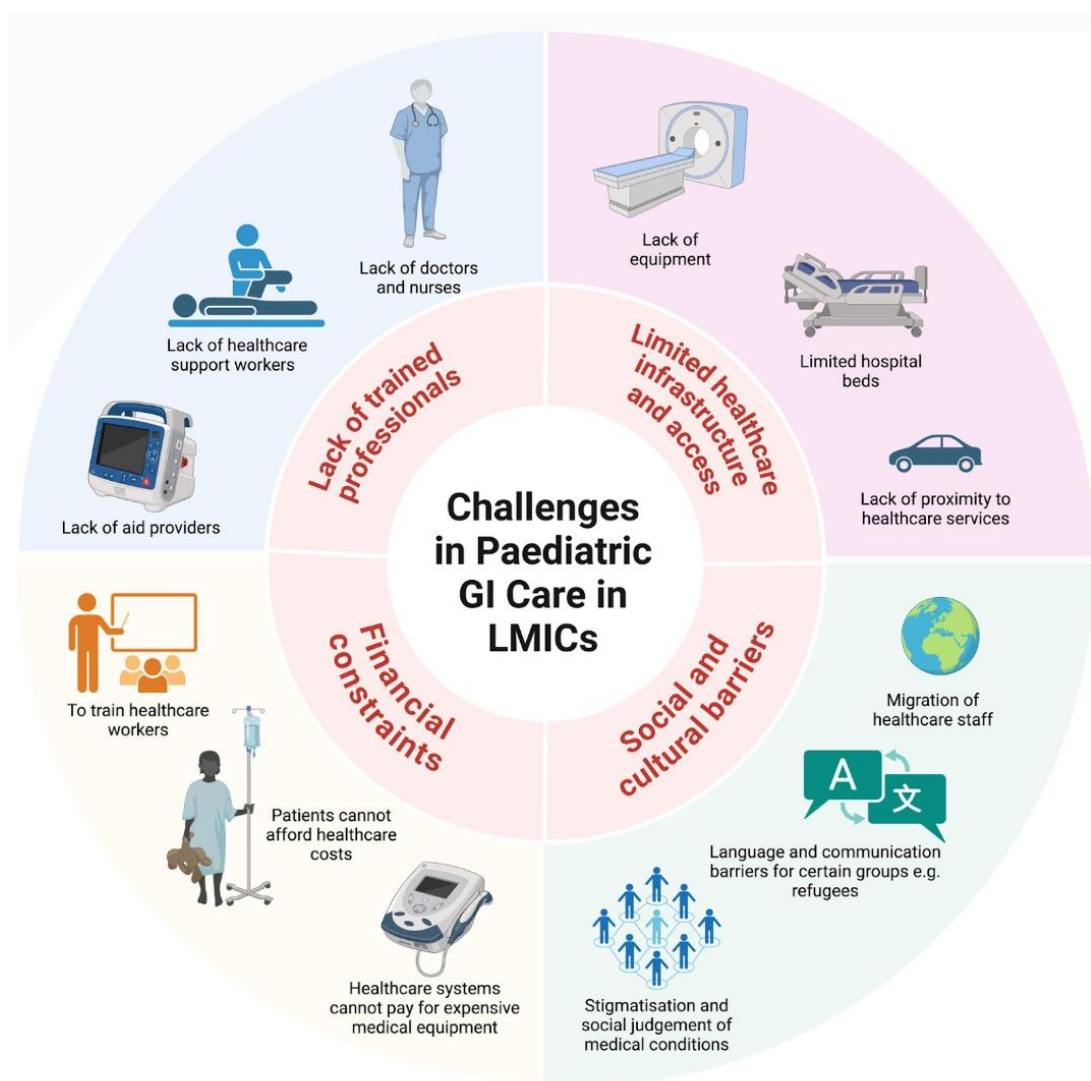 Challenges
in Paediatric
GI Care in
LMICs
Lack of trained
professionals
Lack of doctors
and nurses
Lack of healthcare
support workers
Lack of aid providers
Limited healthcare
infrastructure
and access
Lack of
equipment
Limited hospital
beds
Lack of proximity to
healthcare services
Social and
cultural barriers
Migration of
healthcare staff
A
文
Language and communication
barriers for certain groups e.g.
refugees
Stigmatisation and
social judgement of
medical conditions
Financial
constraints
To train healthcare
workers
Patients cannot
afford healthcare
costs
Healthcare systems
cannot pay for expensive
medical equipment